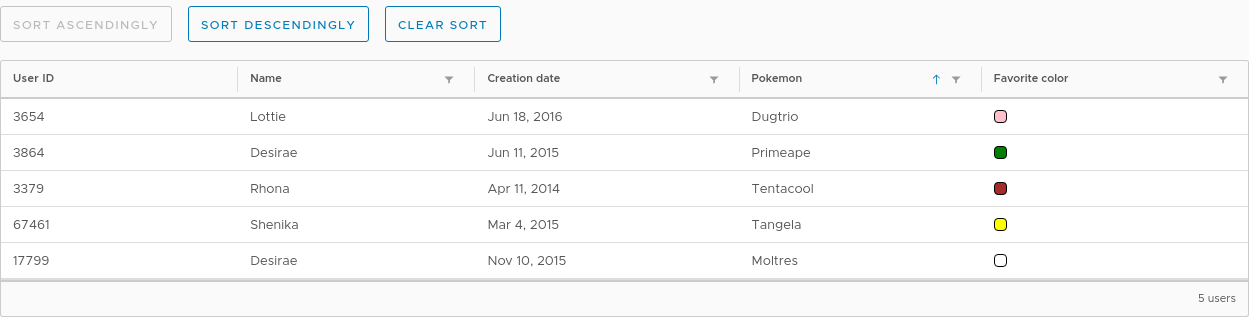 SORT ASCENDINGLY SORT DESCENDINGLY CLEAR SORT
User ID Name Creation date Pokemon Favorite color
3654 Lottie Jun 18, 2016 Dugtrio
3864 Desirae Jun 11, 2015 Primeape
3379 Rhona Apr 11, 2014 Tentacool
67461 Shenika Mar 4, 2015 Tangela
17799 Desirae Nov 10, 2015 Moltres
5 users